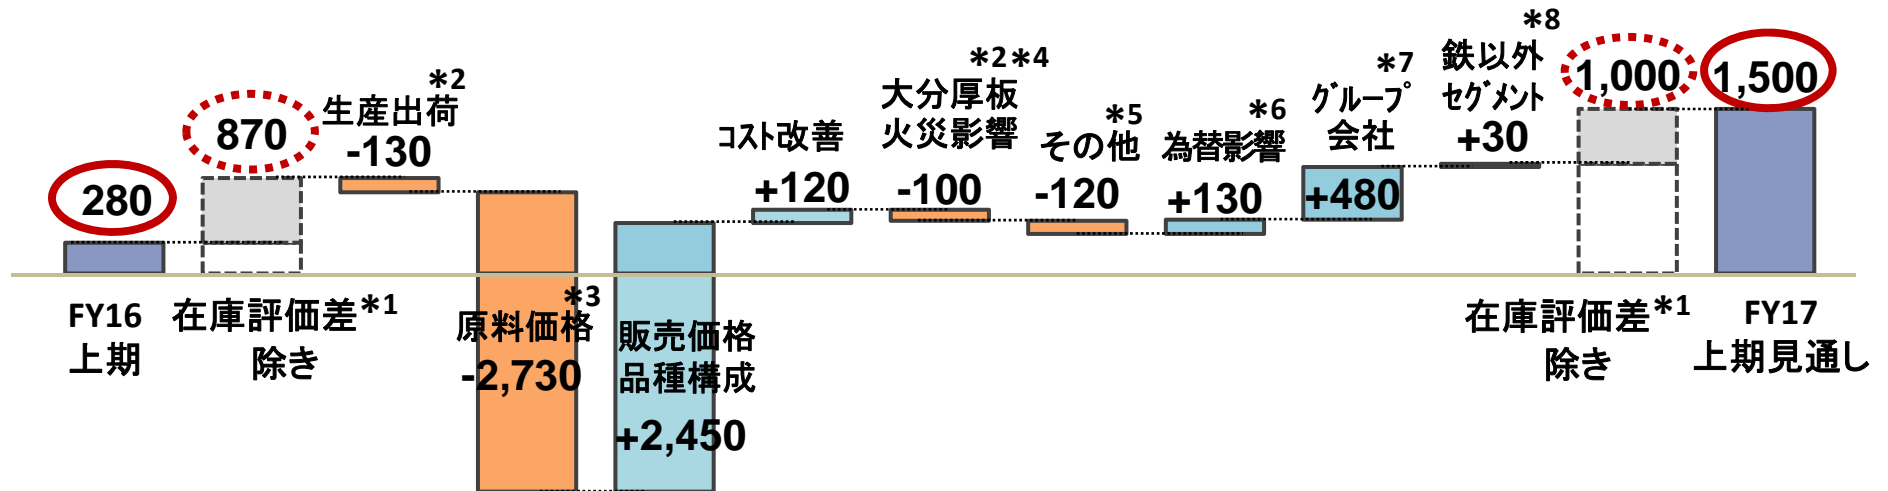 280
FY16
上期
870
在庫評価差*1
除き
*2
生産出荷
-130
*3
原料価格
-2,730
販売価格
品種構成
+2,450
コスト改善
+120
*2*4
大分厚板
火災影響
-100
*5
その他
-120
*6
為替影響
+130
*7
グループ
会社
+480
*8
鉄以外
セグメント
+30
1,000
在庫評価差*1
除き
1,500
FY17
上期見通し